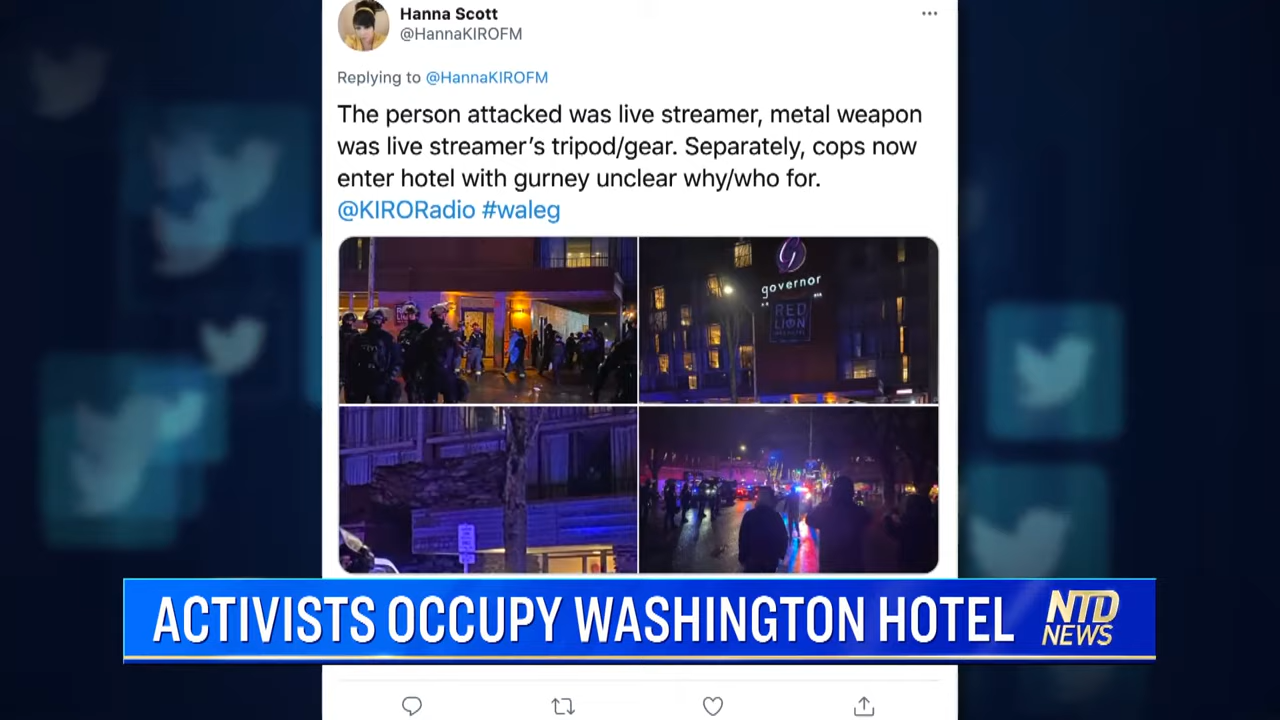 Hanna Scott
@HannaKIROFM
Replying to @HannaKIROFM
The person attacked was live streamer, metal weapon
was live streamer’s tripod/gear. Separately, cops now
enter hotel with gurney unclear why/who for.
@KIRORadio #waleg
governor
RED
LION
ACTIVISTS OCCUPY WASHINGTON HOTEL
NTD
NEWS